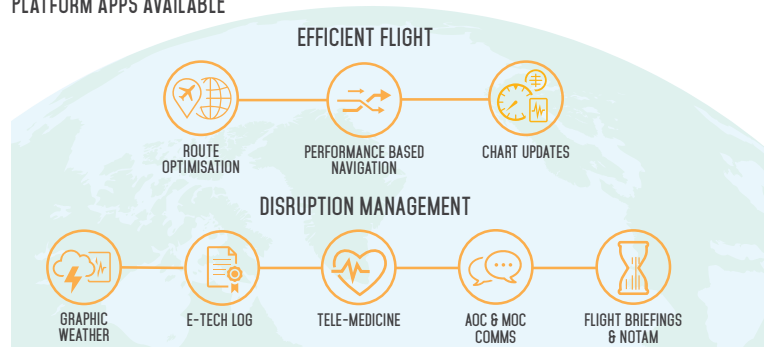 PLATFORM APPS AVAILABLE
EFFICIENT FLIGHT
ROUTE
OPTIMISATION
PERFORMANCE BASED
NAVIGATION
CHART UPDATES
DISRUPTION MANAGEMENT
GRAPHIC
WEATHER
E-TECH LOG
TELE-MEDICINE
AOC & MOC
COMMS
FLIGHT BRIEFINGS
& NOTAM